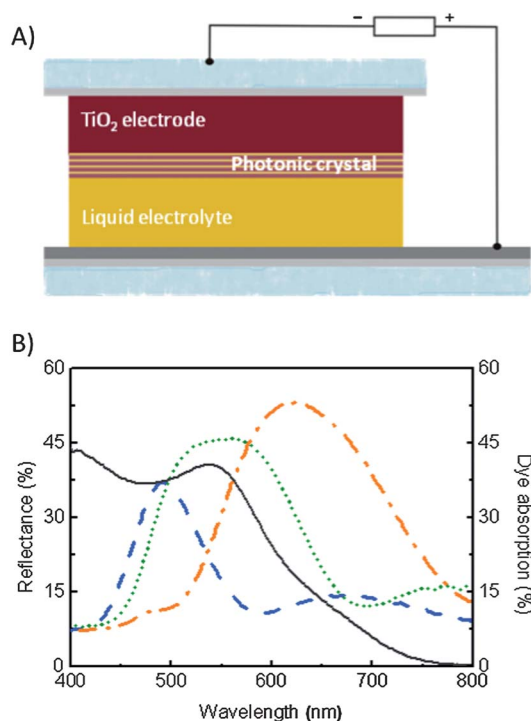 A)
− +
TiO₂ electrode
Photonic crystal
Liquid electrolyte
B)
60 60
45 45
30 30
15 15
0 0
Reflectance (%)
Dye absorption (%)
400 500 600 700 800
Wavelength (nm)